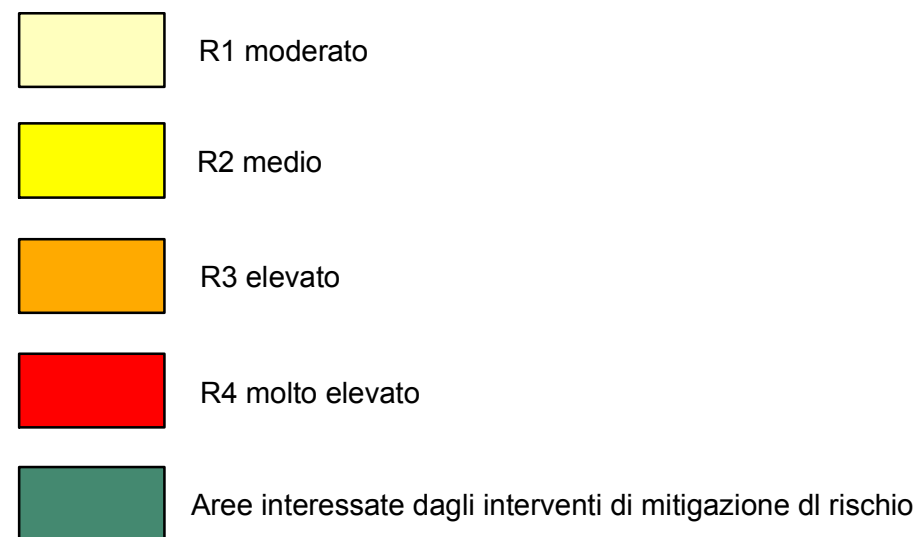 R1 moderato
R2 medio
R3 elevato
R4 molto elevato
Aree interessate dagli interventi di mitigazione dl rischio